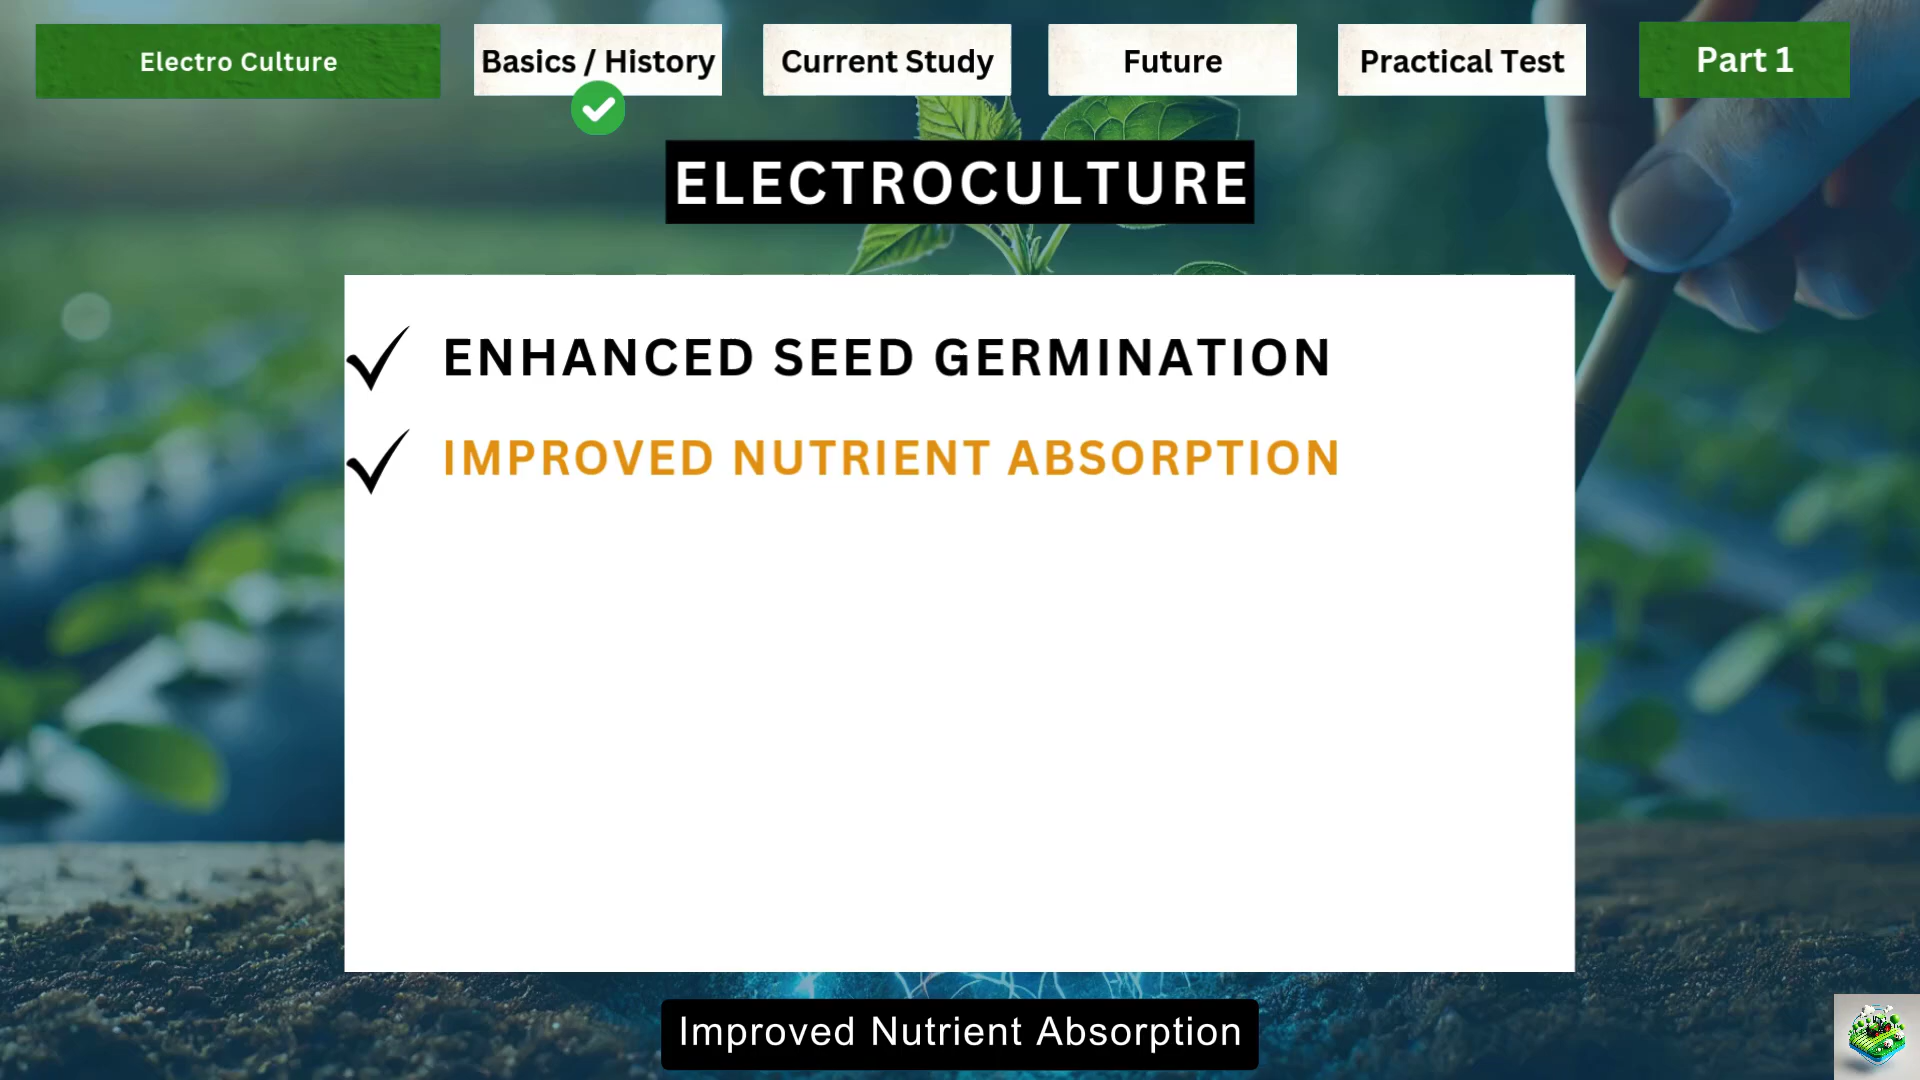 Electro Culture
Basics / History
Current Study
Future
Practical Test
Part 1
ELECTROCULTURE
ENHANCED SEED GERMINATION
IMPROVED NUTRIENT ABSORPTION
Improved Nutrient Absorption